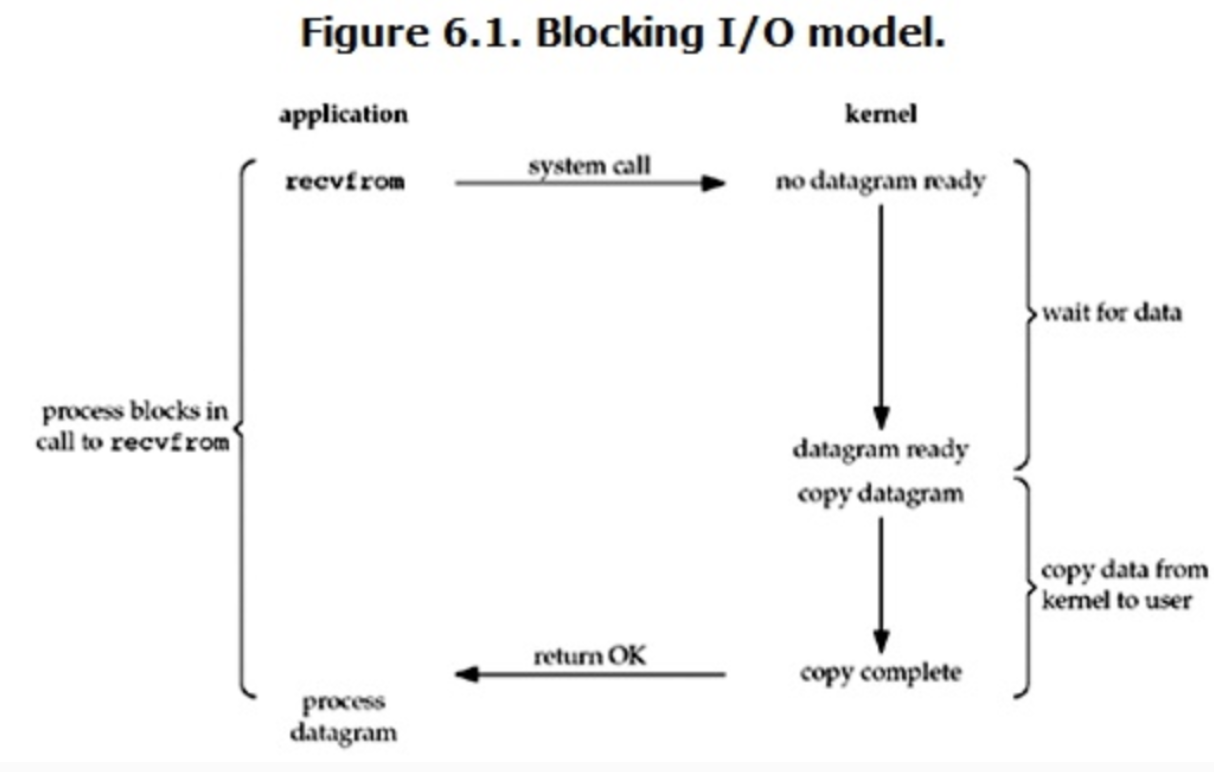 Figure 6.1. Blocking I/O model.
application
kernel
recvfrom
system call
no datagram ready
wait for data
process blocks in
call to recvfrom
datagram ready
copy datagram
copy data from
kernel to user
return OK
copy complete
process
datagram